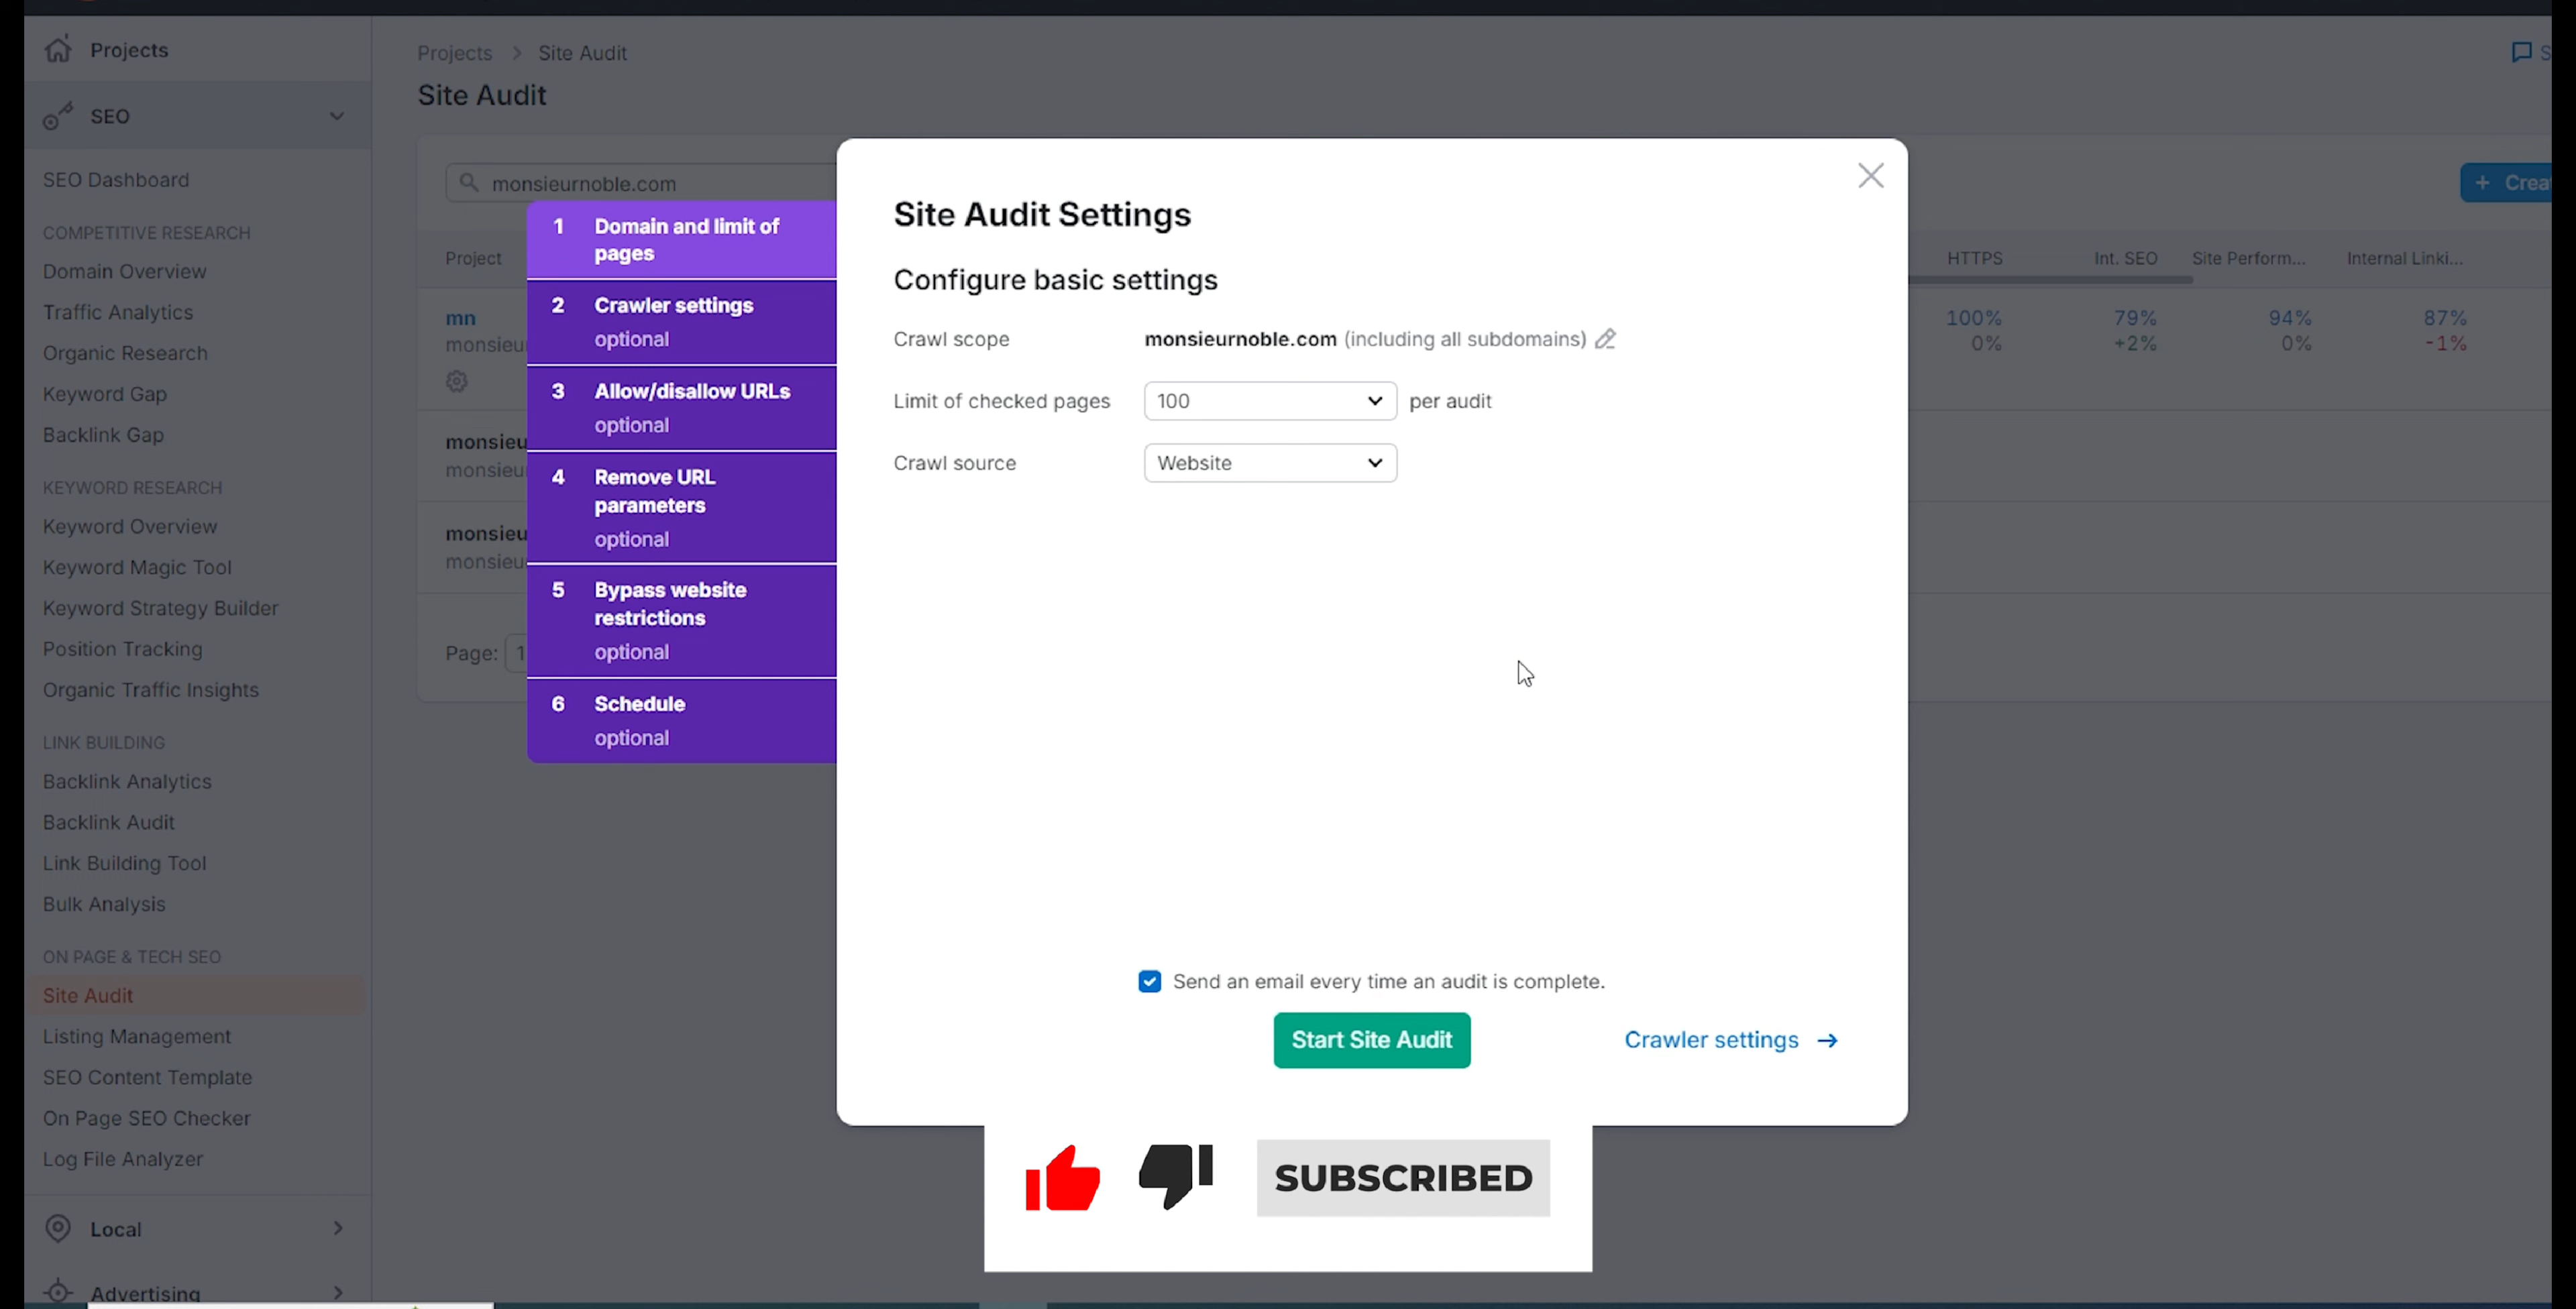 Projects
SEO
SEO Dashboard
COMPETITIVE RESEARCH
Domain Overview
Traffic Analytics
Organic Research
Keyword Gap
Backlink Gap
KEYWORD RESEARCH
Keyword Overview
Keyword Magic Tool
Keyword Strategy Builder
Position Tracking
Organic Traffic Insights
LINK BUILDING
Backlink Analytics
Backlink Audit
Link Building Tool
Bulk Analysis
ON PAGE & TECH SEO
Site Audit
Listing Management
SEO Content Template
On Page SEO Checker
Log File Analyzer
Local
Advertising
Projects > Site Audit
Site Audit
monsieurnoble.com
Project
mn
Page: 1
1 Domain and limit of
pages
2 Crawler settings
optional
3 Allow/disallow URLs
optional
4 Remove URL
parameters
optional
5 Bypass website
restrictions
optional
6 Schedule
optional
Site Audit Settings
Configure basic settings
Crawl scope monsieurnoble.com (including all subdomains)
Limit of checked pages 100 per audit
Crawl source Website
Send an email every time an audit is complete.
Start Site Audit Crawler settings →
SUBSCRIBED
HTTPS Int. SEO Site Perform... Internal Linki...
100% 79% 94% 87%
0% +2% 0% -1%